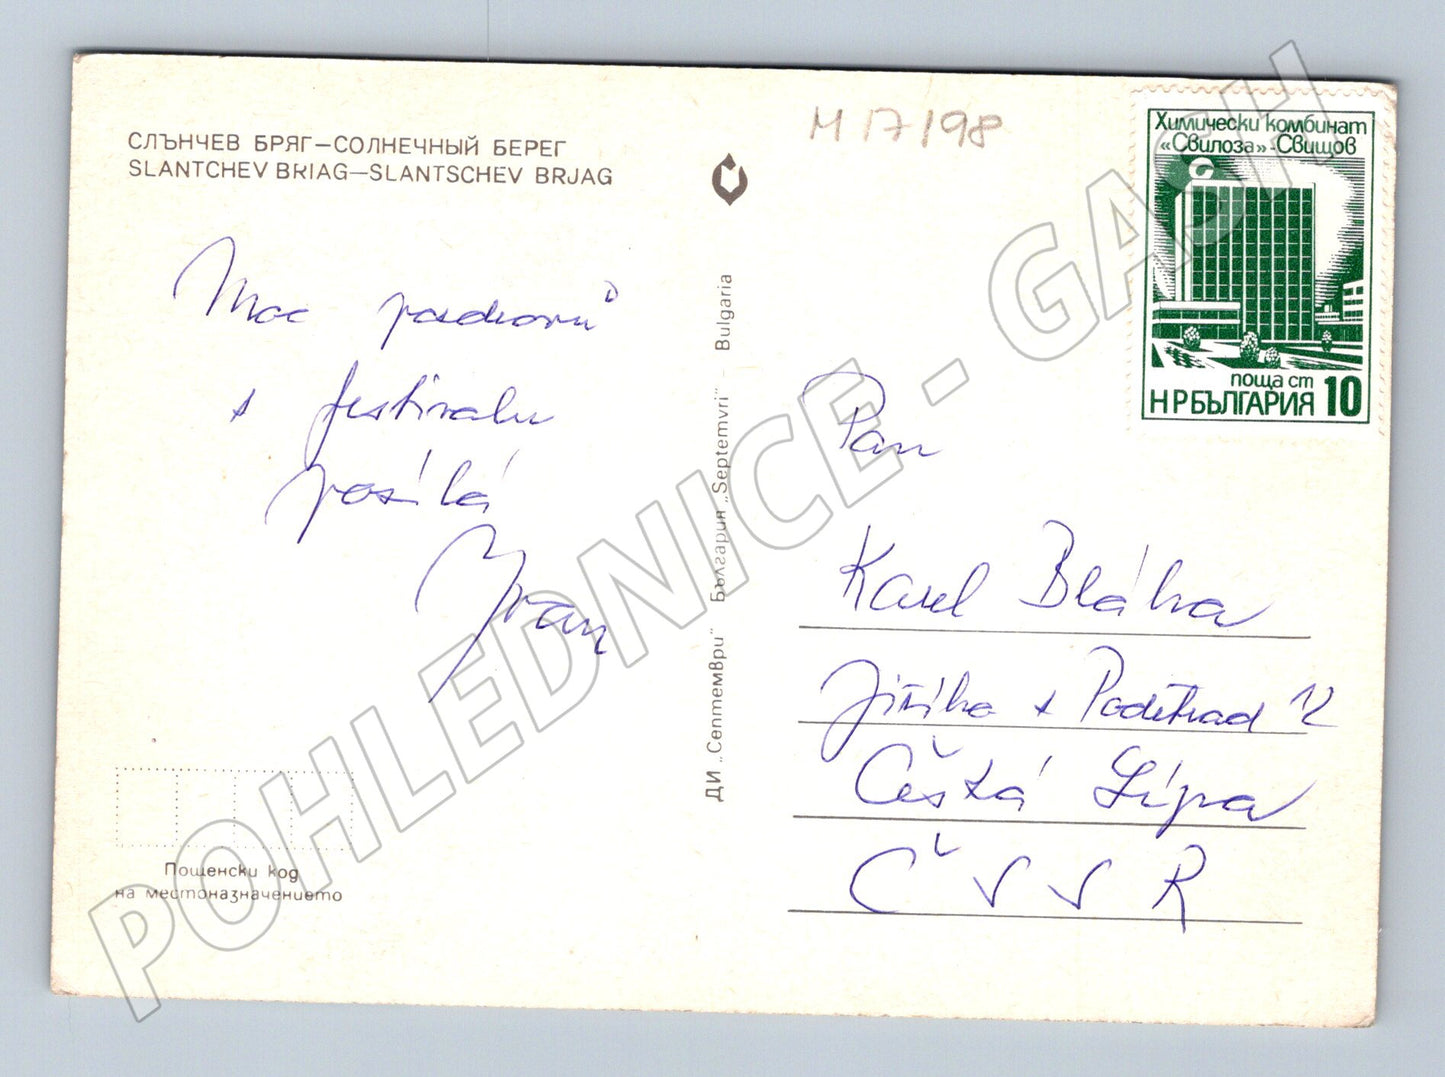 СЛЪНЧЕВ БРЯГ—СОЛНЕЧНЫЙ БЕРЕГ
SLANTCHEV BRIAG—SLANTSCHEV BRJAG
M 17198
Химически комбинат
«Свилоза»-Свищов
поща ст
НРБЪЛГАРИЯ 10
Moc pozdravů
z festivalu
posílá
Ivan
ДИ „Септември" България „Septemvri" - Bulgaria
Pan
Karel Bláha
Jiřího z Poděbrad 12
Česká Lípa
ČSSR
Пощенски код
на местоназначението
POHLEDNICE - GASH